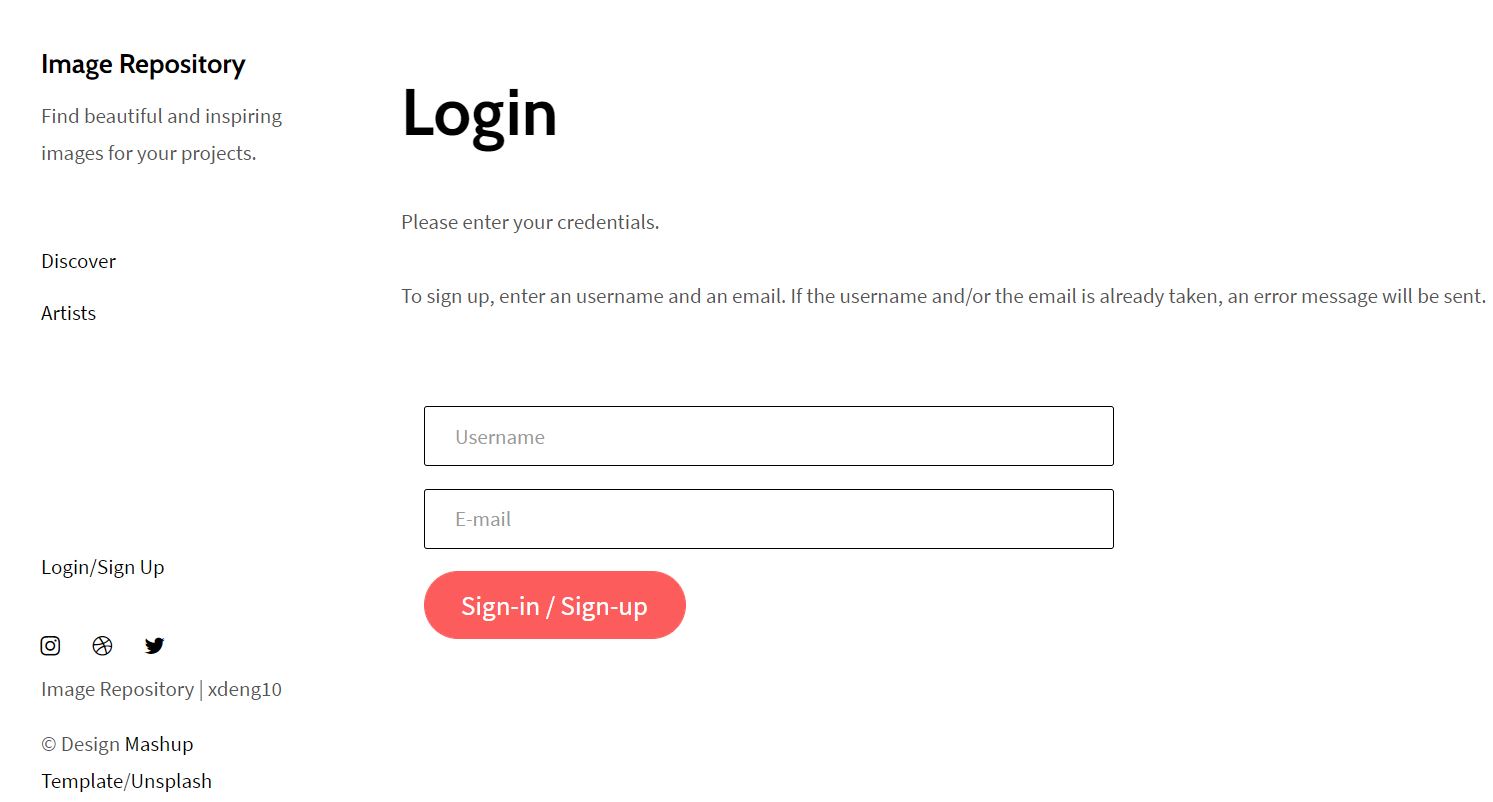 Image Repository
Find beautiful and inspiring
images for your projects.
Discover
Artists
Login/Sign Up
Image Repository | xdeng10
© Design Mashup
Template/Unsplash
Login
Please enter your credentials.
To sign up, enter an username and an email. If the username and/or the email is already taken, an error message will be sent.
Username
E-mail
Sign-in / Sign-up